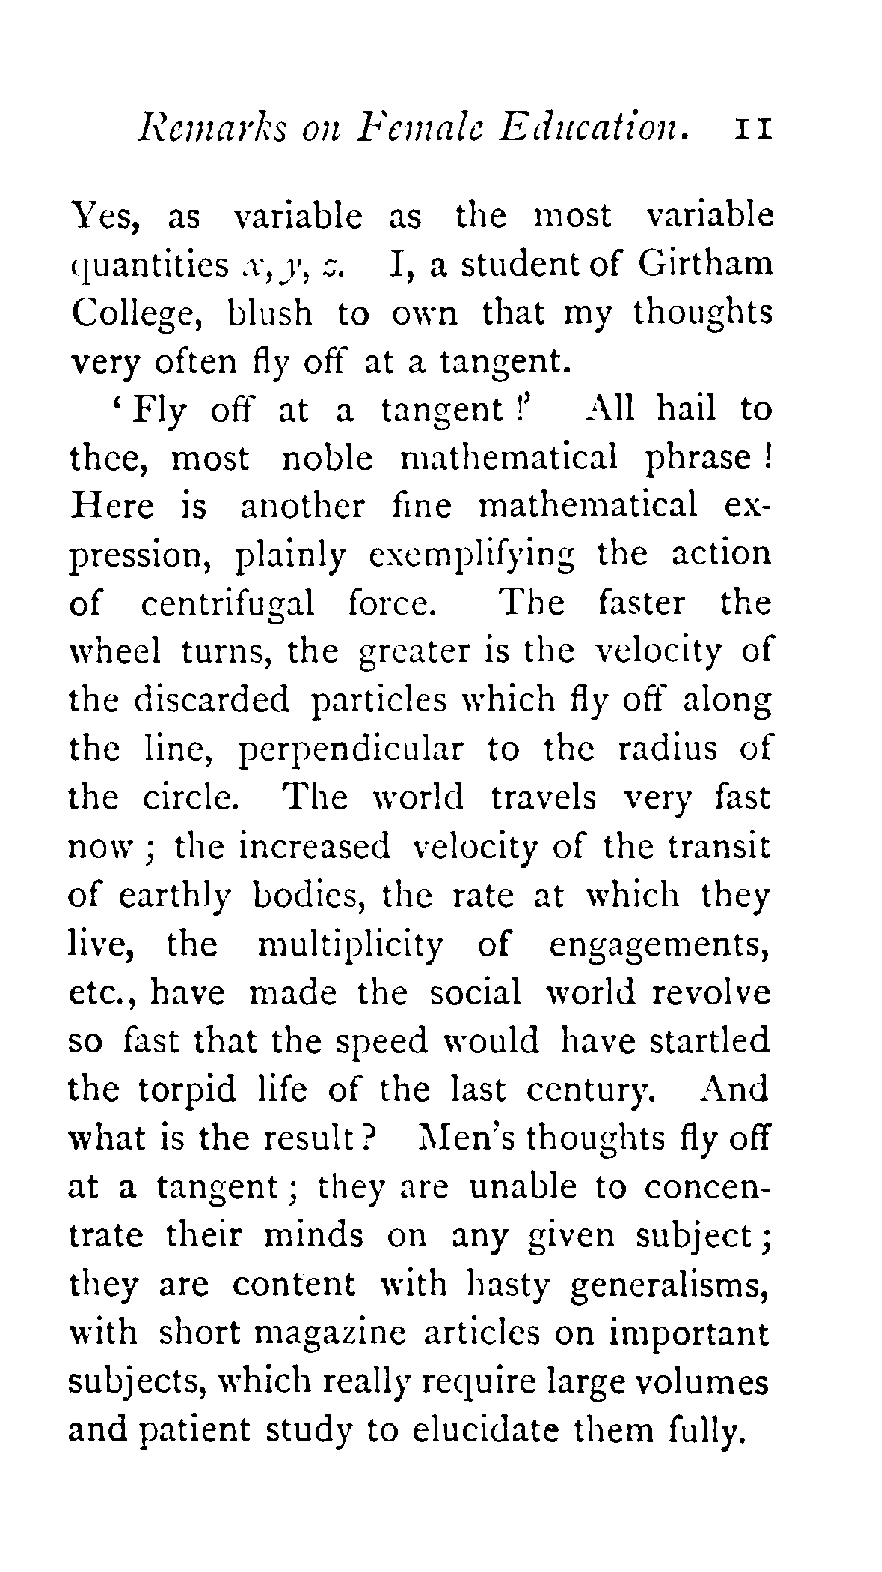 Remarks on Female Education. 11
Yes, as variable as the most variable
quantities x, y, z. I, a student of Girtham
College, blush to own that my thoughts
very often fly off at a tangent.
‘Fly off at a tangent!’ All hail to
thee, most noble mathematical phrase!
Here is another fine mathematical ex-
pression, plainly exemplifying the action
of centrifugal force. The faster the
wheel turns, the greater is the velocity of
the discarded particles which fly off along
the line, perpendicular to the radius of
the circle. The world travels very fast
now; the increased velocity of the transit
of earthly bodies, the rate at which they
live, the multiplicity of engagements,
etc., have made the social world revolve
so fast that the speed would have startled
the torpid life of the last century. And
what is the result? Men's thoughts fly off
at a tangent; they are unable to concen-
trate their minds on any given subject;
they are content with hasty generalisms,
with short magazine articles on important
subjects, which really require large volumes
and patient study to elucidate them fully.